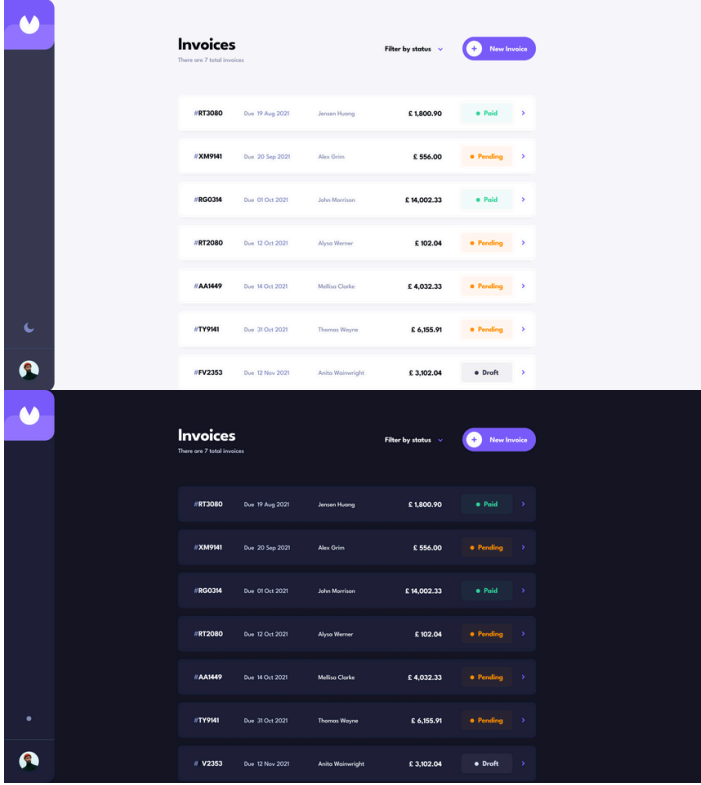 Invoices
There are 7 total invoices
Filter by status
+ New Invoice
#RT3080 Due 19 Aug 2021 Jensen Huang £ 1,800.90 Paid
#XM9141 Due 20 Sep 2021 Alex Grim £ 556.00 Pending
#RG0314 Due 01 Oct 2021 John Morrison £ 14,002.33 Paid
#RT2080 Due 12 Oct 2021 Alysa Werner £ 102.04 Pending
#AA1449 Due 14 Oct 2021 Mellisa Clarke £ 4,032.33 Pending
#TY9141 Due 31 Oct 2021 Thomas Wayne £ 6,155.91 Pending
#FV2353 Due 12 Nov 2021 Anita Wainwright £ 3,102.04 Draft
Invoices
There are 7 total invoices
Filter by status
+ New Invoice
#RT3080 Due 19 Aug 2021 Jensen Huang £ 1,800.90 Paid
#XM9141 Due 20 Sep 2021 Alex Grim £ 556.00 Pending
#RG0314 Due 01 Oct 2021 John Morrison £ 14,002.33 Paid
#RT2080 Due 12 Oct 2021 Alysa Werner £ 102.04 Pending
#AA1449 Due 14 Oct 2021 Mellisa Clarke £ 4,032.33 Pending
#TY9141 Due 31 Oct 2021 Thomas Wayne £ 6,155.91 Pending
# V2353 Due 12 Nov 2021 Anita Wainwright £ 3,102.04 Draft